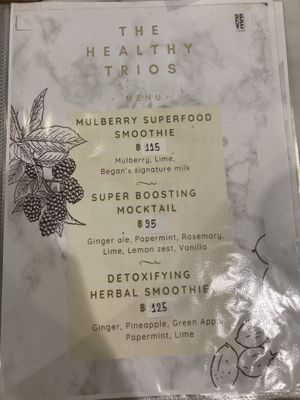 THE
HEALTHY
TRIOS
- MENU -
MULBERRY SUPERFOOD
SMOOTHIE
฿ 115
Mulberry, Lime,
Began's signature milk
SUPER BOOSTING
MOCKTAIL
฿ 95
Ginger ale, Papermint, Rosemary,
Lime, Lemon zest, Vanilla
DETOXIFYING
HERBAL SMOOTHIE
฿ 125
Ginger, Pineapple, Green Apple
Papermint, Lime